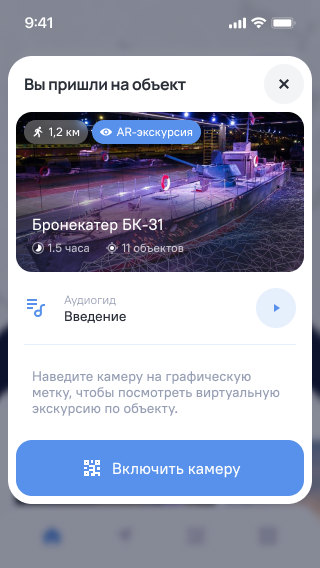 9:41
Вы пришли на объект
1,2 км
AR-экскурсия
Бронекатер БК-31
1.5 часа
11 объектов
Аудиогид
Введение
Наведите камеру на графическую
метку, чтобы посмотреть виртуальную
экскурсию по объекту.
Включить камеру